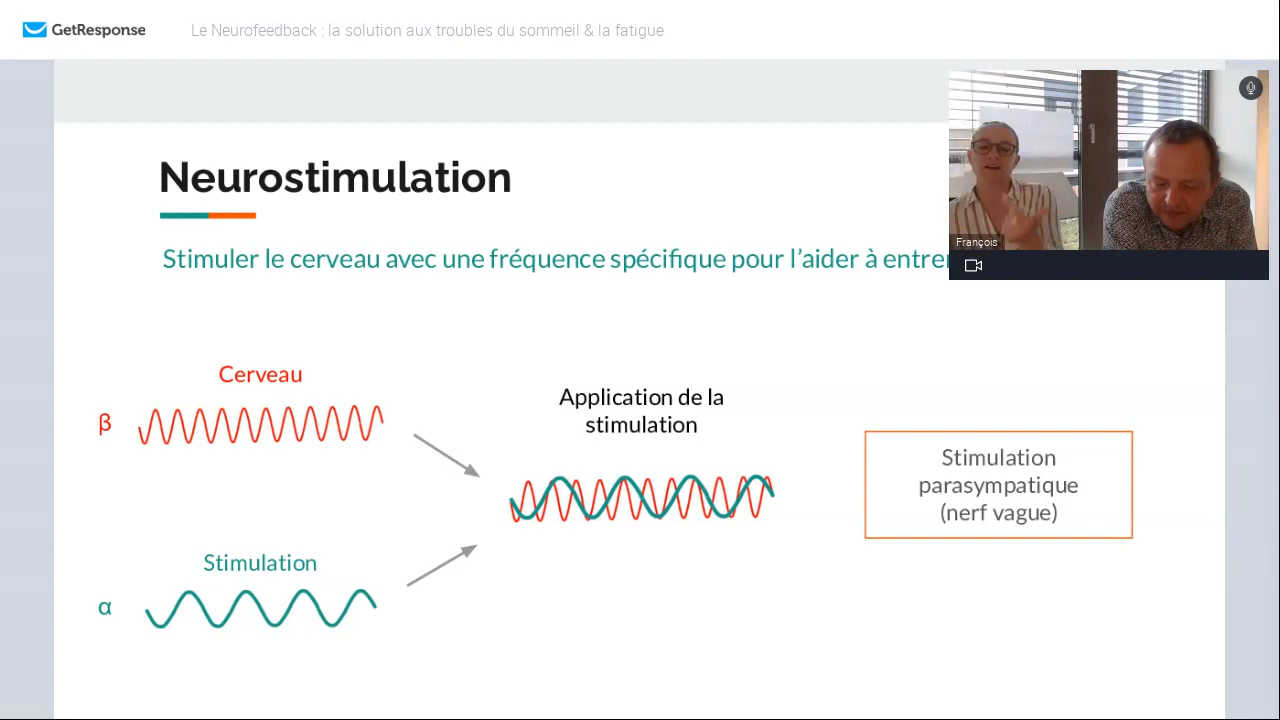 GetResponse
Le Neurofeedback : la solution aux troubles du sommeil & la fatigue
Neurostimulation
Stimuler le cerveau avec une fréquence spécifique pour l’aider à entrer
François
Cerveau
β
Application de la
stimulation
Stimulation
parasympatique
(nerf vague)
Stimulation
α